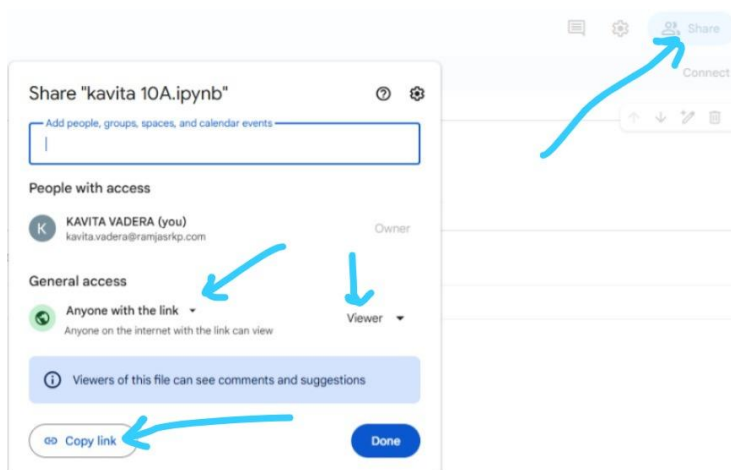 Share
Connect
Share "kavita 10A.ipynb"
Add people, groups, spaces, and calendar events
People with access
K
KAVITA VADERA (you)
kavita.vadera@ramjasrkp.com
Owner
General access
Anyone with the link
Anyone on the internet with the link can view
Viewer
Viewers of this file can see comments and suggestions
Copy link
Done